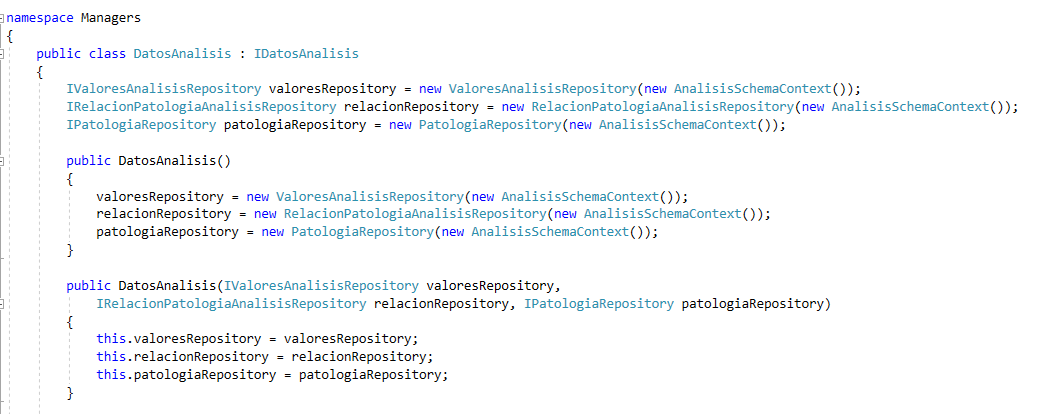 namespace Managers
{
public class DatosAnalisis : IDatosAnalisis
{
IValoresAnalisisRepository valoresRepository = new ValoresAnalisisRepository(new AnalisisSchemaContext());
IRelacionPatologiaAnalisisRepository relacionRepository = new RelacionPatologiaAnalisisRepository(new AnalisisSchemaContext());
IPatologiaRepository patologiaRepository = new PatologiaRepository(new AnalisisSchemaContext());
public DatosAnalisis()
{
valoresRepository = new ValoresAnalisisRepository(new AnalisisSchemaContext());
relacionRepository = new RelacionPatologiaAnalisisRepository(new AnalisisSchemaContext());
patologiaRepository = new PatologiaRepository(new AnalisisSchemaContext());
}
public DatosAnalisis(IValoresAnalisisRepository valoresRepository,
IRelacionPatologiaAnalisisRepository relacionRepository, IPatologiaRepository patologiaRepository)
{
this.valoresRepository = valoresRepository;
this.relacionRepository = relacionRepository;
this.patologiaRepository = patologiaRepository;
}